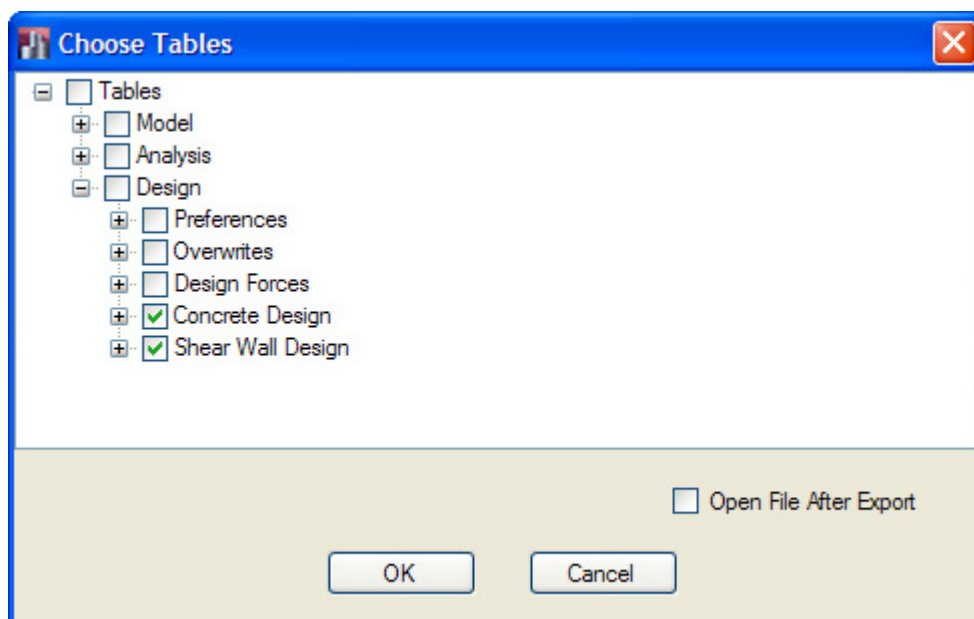 Choose Tables
Tables
Model
Analysis
Design
Preferences
Overwrites
Design Forces
Concrete Design
Shear Wall Design
Open File After Export
OK Cancel